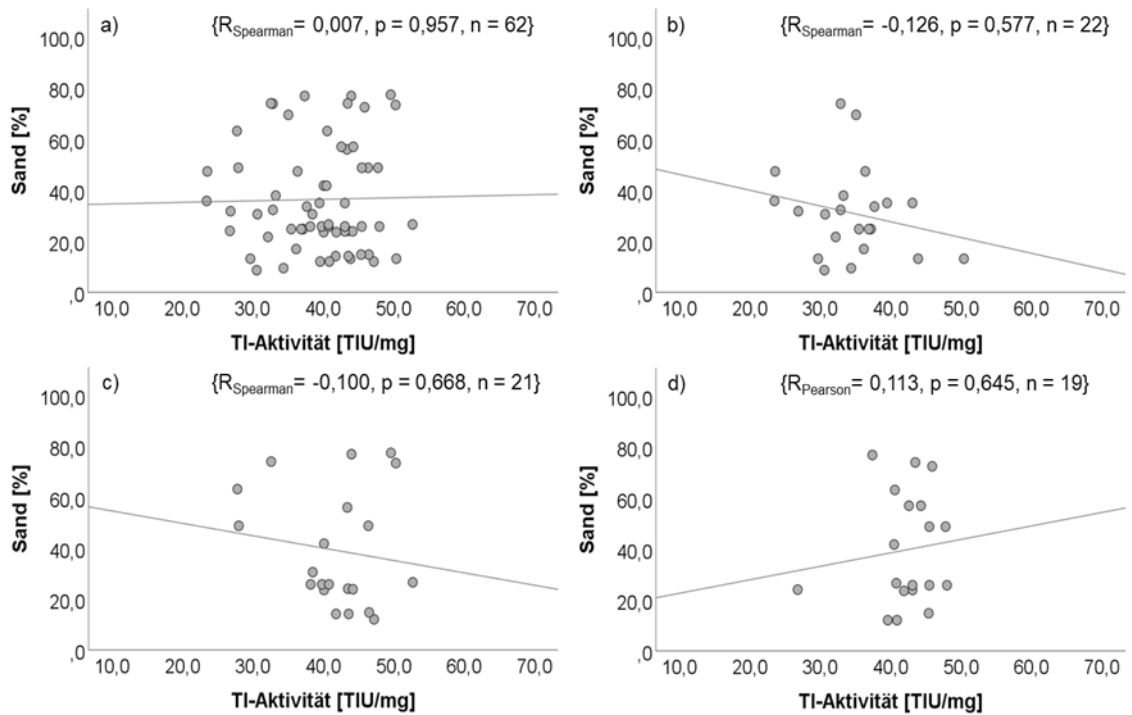 a) {RSpearman= 0,007, p = 0,957, n = 62}
100,0
80,0
60,0
40,0
20,0
,0
Sand [%]
10,0 20,0 30,0 40,0 50,0 60,0 70,0
TI-Aktivität [TIU/mg]
b) {RSpearman= -0,126, p = 0,577, n = 22}
100,0
80,0
60,0
40,0
20,0
,0
Sand [%]
10,0 20,0 30,0 40,0 50,0 60,0 70,0
TI-Aktivität [TIU/mg]
c) {RSpearman= -0,100, p = 0,668, n = 21}
100,0
80,0
60,0
40,0
20,0
,0
Sand [%]
10,0 20,0 30,0 40,0 50,0 60,0 70,0
TI-Aktivität [TIU/mg]
d) {RPearson= 0,113, p = 0,645, n = 19}
100,0
80,0
60,0
40,0
20,0
,0
Sand [%]
10,0 20,0 30,0 40,0 50,0 60,0 70,0
TI-Aktivität [TIU/mg]